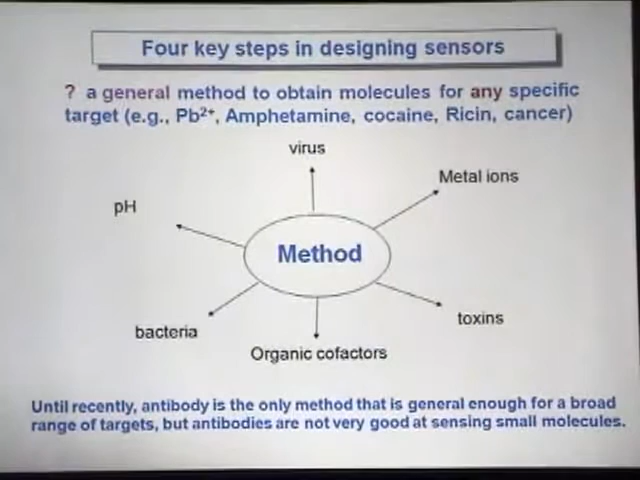 Four key steps in designing sensors
? a general method to obtain molecules for any specific
target (e.g., Pb²⁺, Amphetamine, cocaine, Ricin, cancer)
virus
Metal ions
pH
Method
toxins
bacteria
Organic cofactors
Until recently, antibody is the only method that is general enough for a broad
range of targets, but antibodies are not very good at sensing small molecules.